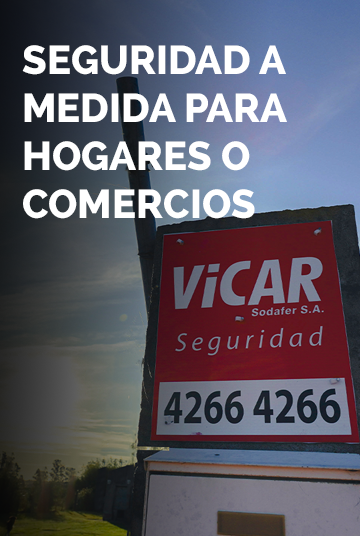 SEGURIDAD A
MEDIDA PARA
HOGARES O
COMERCIOS
ViCAR
Sodafer S.A.
Seguridad
4266 4266